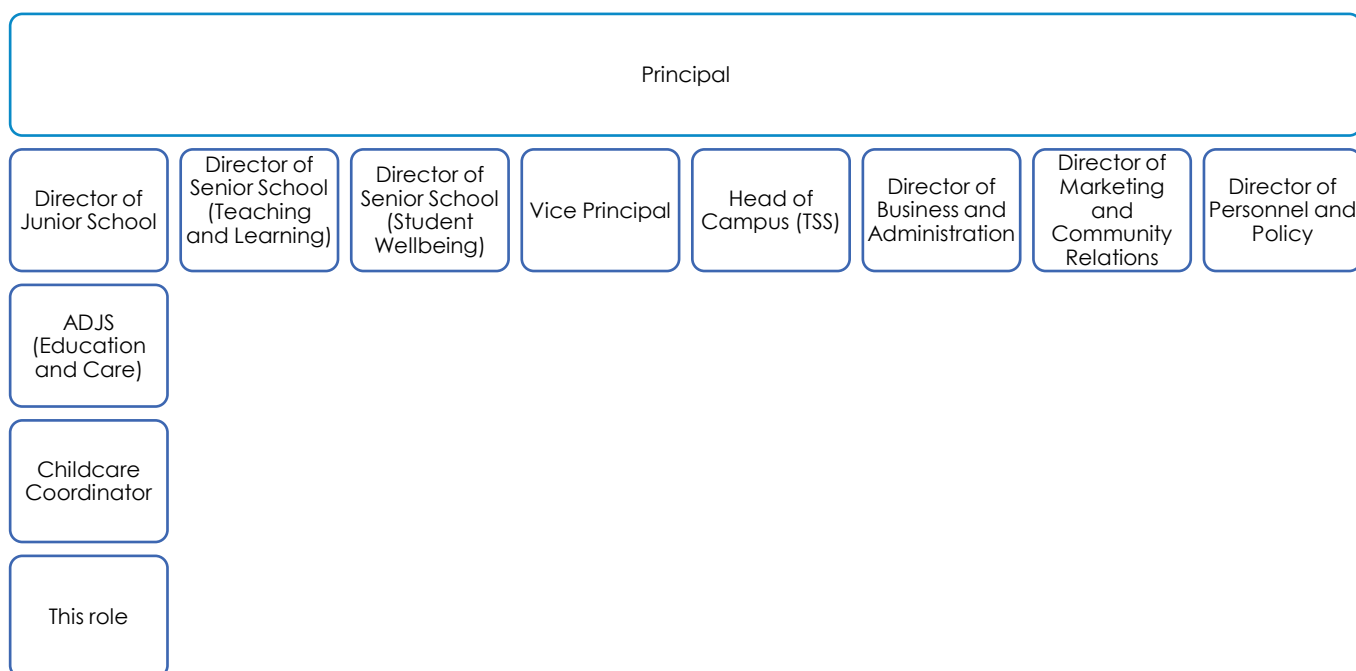 Principal
Director of
Junior School
Director of
Senior School
(Teaching
and Learning)
Director of
Senior School
(Student
Wellbeing)
Vice Principal
Head of
Campus (TSS)
Director of
Business and
Administration
Director of
Marketing
and
Community
Relations
Director of
Personnel and
Policy
ADJS
(Education
and Care)
Childcare
Coordinator
This role